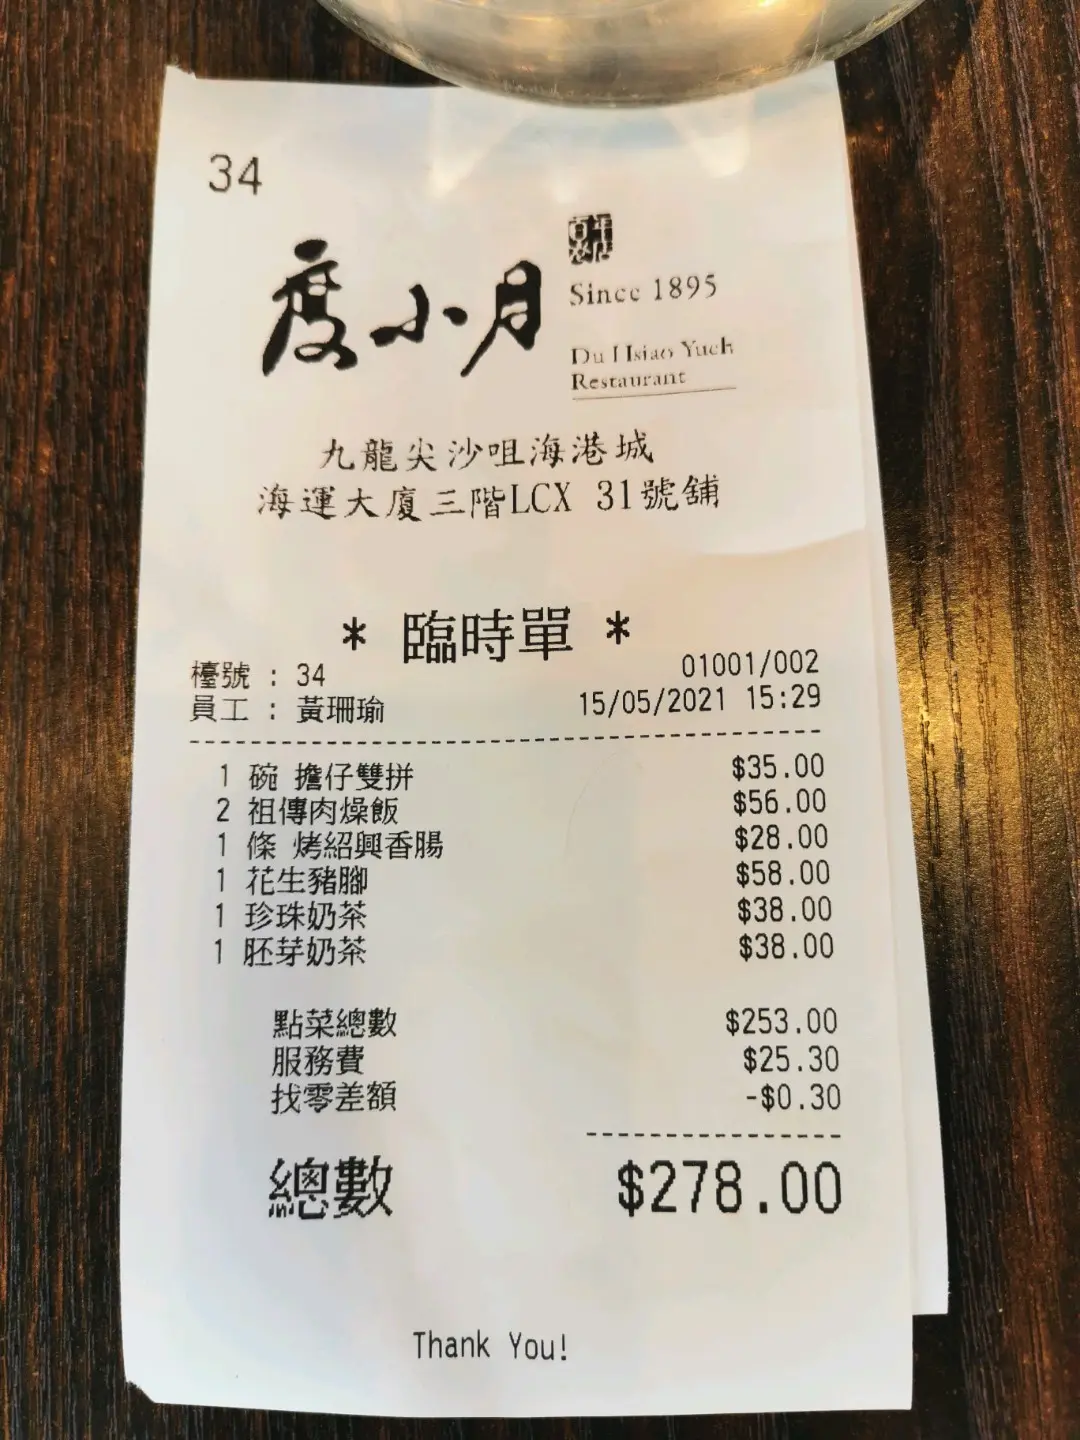 34
度小月
Since 1895
Du Hsiao Yueh
Restaurant
九龍尖沙咀海港城
海運大廈三階LCX 31號舖
* 臨時單 *
檯號 : 34 01001/002
員工 : 黃珊瑜 15/05/2021 15:29
1 碗 擔仔雙拼 $35.00
2 祖傳肉燥飯 $56.00
1 條 烤紹興香腸 $28.00
1 花生豬腳 $58.00
1 珍珠奶茶 $38.00
1 胚芽奶茶 $38.00
點菜總數 $253.00
服務費 $25.30
找零差額 -$0.30
總數 $278.00
Thank You!